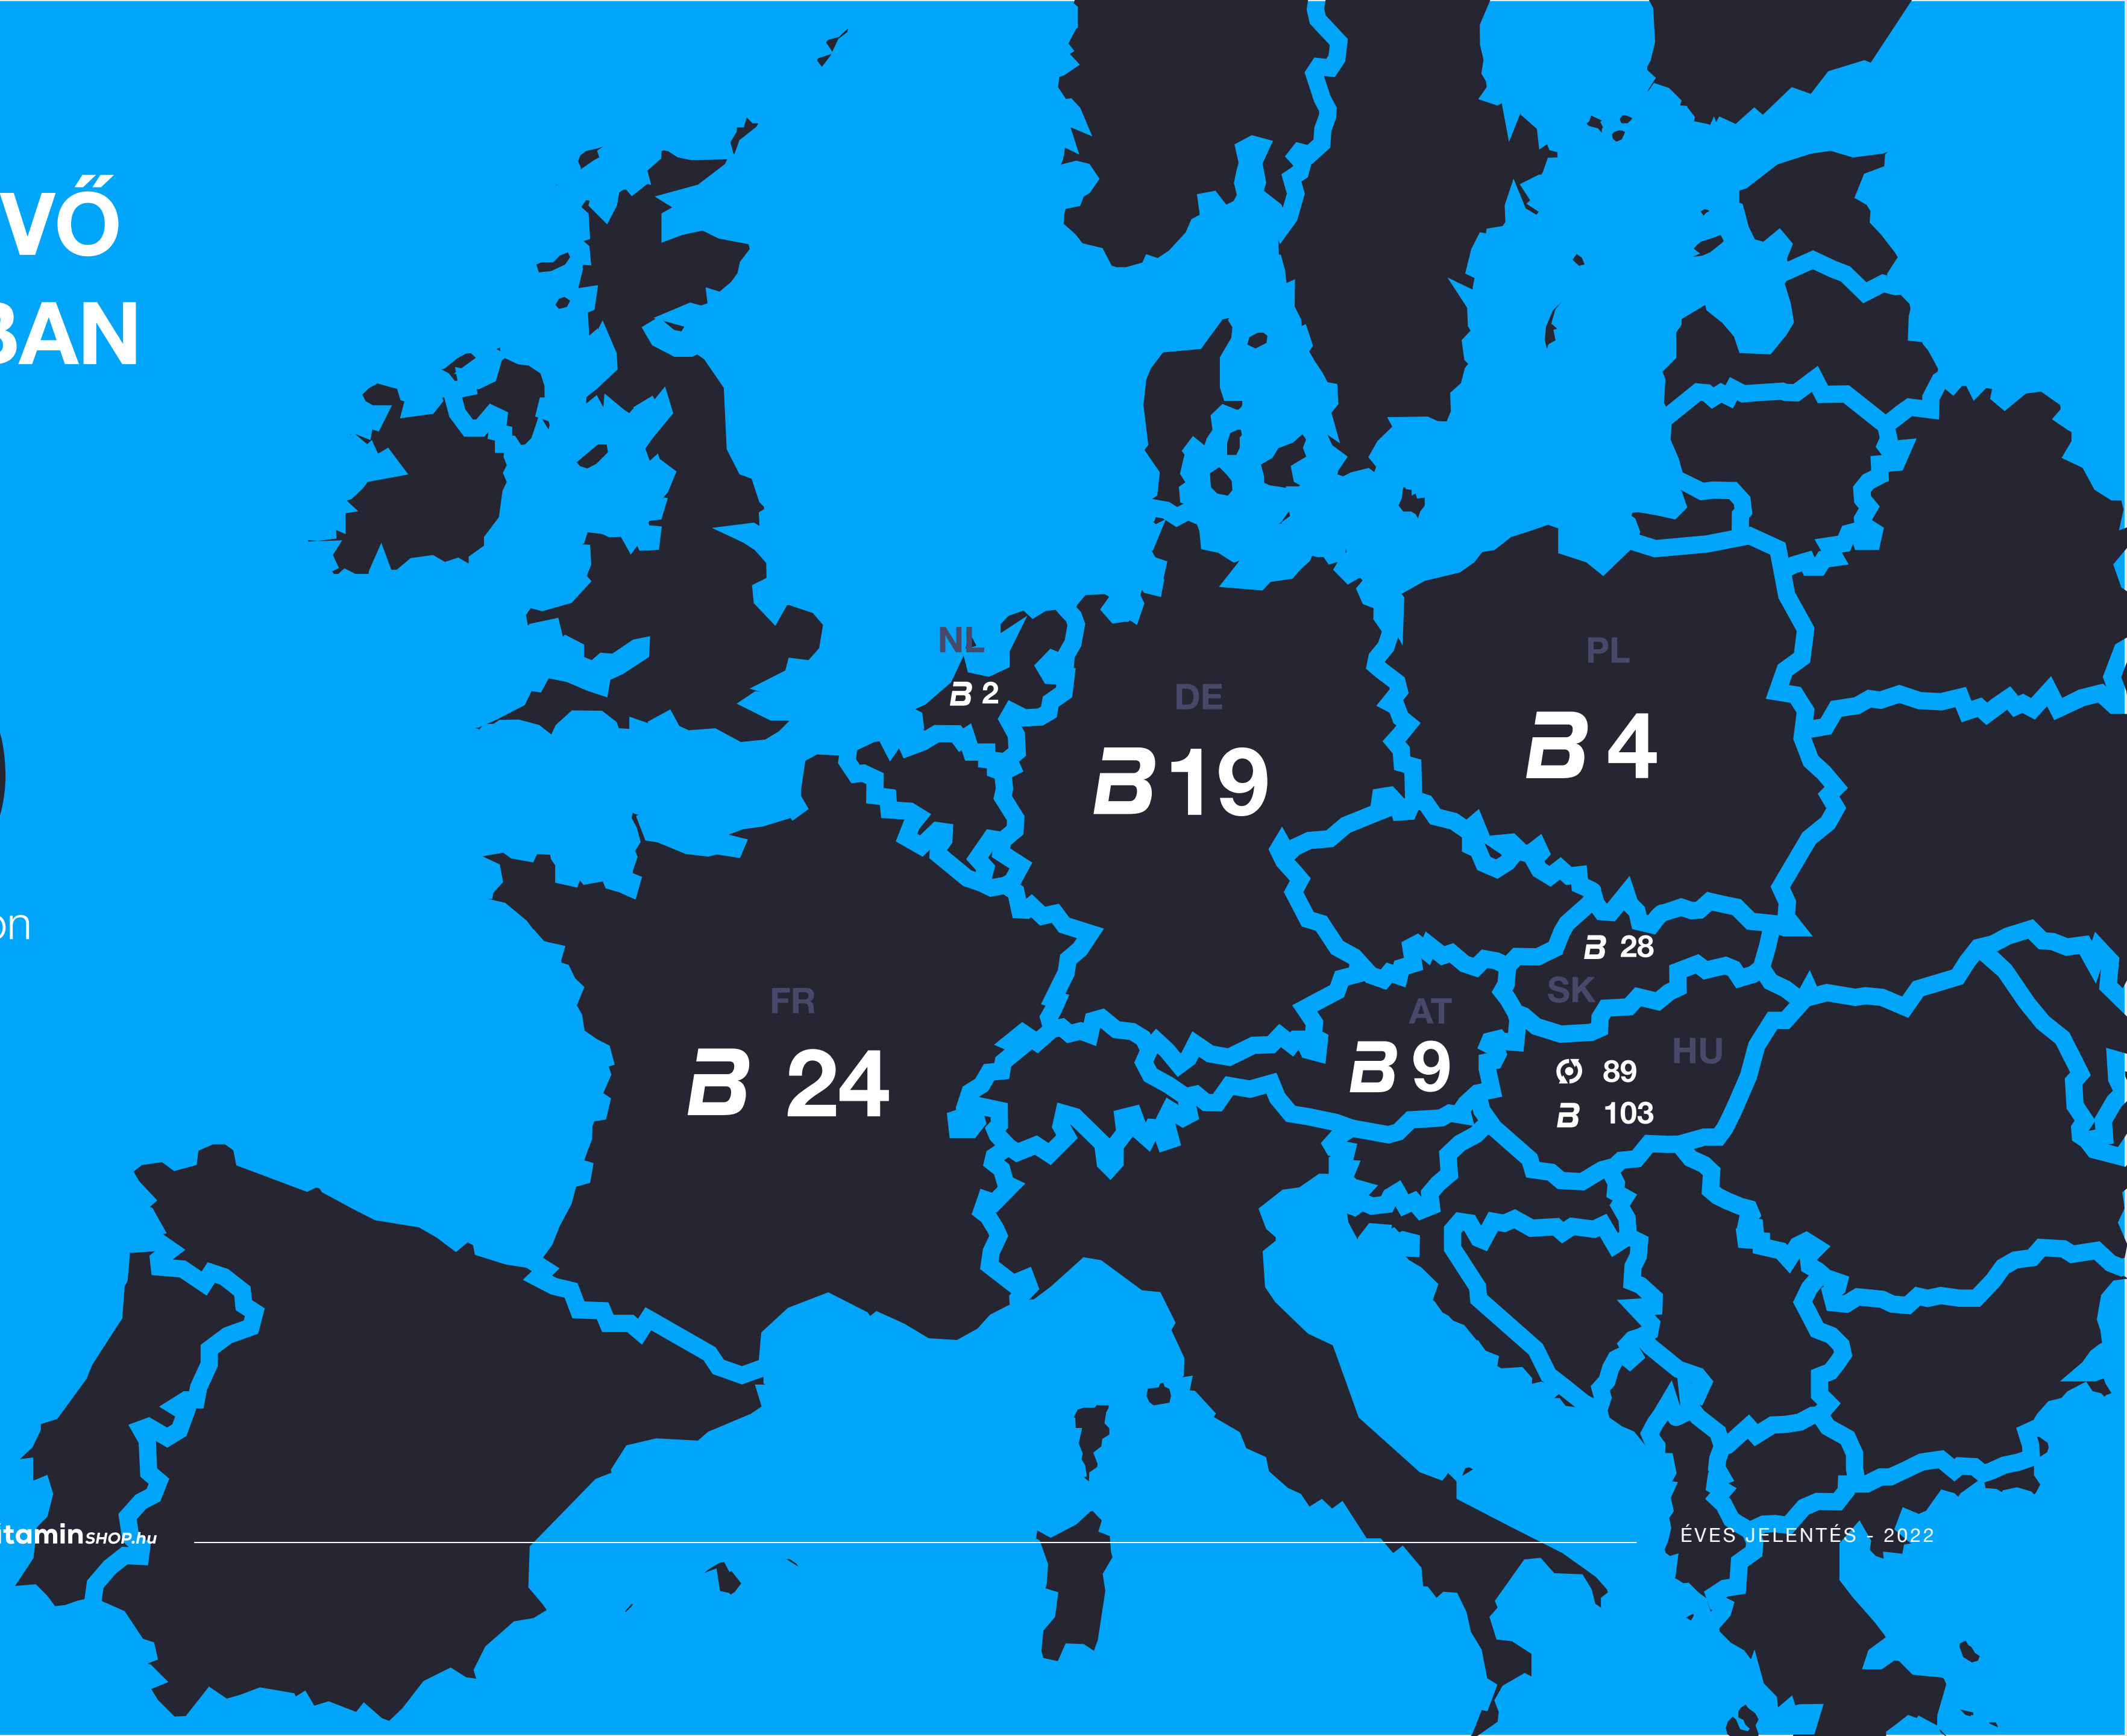 VŐ
BAN
on
NL
B 2
DE
B 19
PL
B 4
FR
B 24
B 28
SK
AT
B 9
HU
89
B 103
itaminSHOP.hu
ÉVES JELENTÉS - 2022